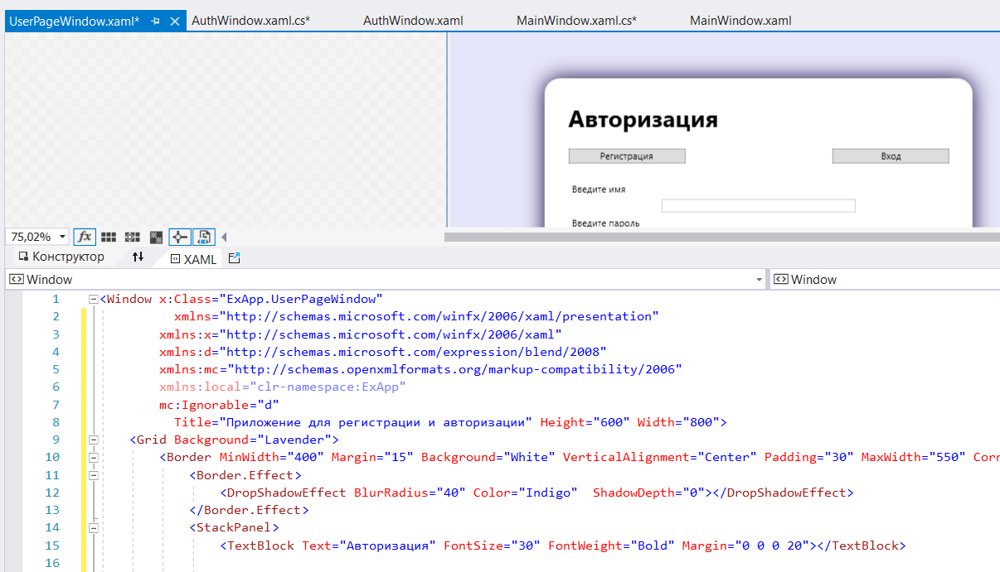 UserPageWindow.xaml* AuthWindow.xaml.cs* AuthWindow.xaml MainWindow.xaml.cs* MainWindow.xaml
Авторизация
Регистрация Вход
Введите имя
Введите пароль
75,02% fx
Конструктор XAML
Window Window
1 <Window x:Class="ExApp.UserPageWindow"
2 xmlns="http://schemas.microsoft.com/winfx/2006/xaml/presentation"
3 xmlns:x="http://schemas.microsoft.com/winfx/2006/xaml"
4 xmlns:d="http://schemas.microsoft.com/expression/blend/2008"
5 xmlns:mc="http://schemas.openxmlformats.org/markup-compatibility/2006"
6 xmlns:local="clr-namespace:ExApp"
7 mc:Ignorable="d"
8 Title="Приложение для регистрации и авторизации" Height="600" Width="800">
9 <Grid Background="Lavender">
10 <Border MinWidth="400" Margin="15" Background="White" VerticalAlignment="Center" Padding="30" MaxWidth="550" Corr
11 <Border.Effect>
12 <DropShadowEffect BlurRadius="40" Color="Indigo" ShadowDepth="0"></DropShadowEffect>
13 </Border.Effect>
14 <StackPanel>
15 <TextBlock Text="Авторизация" FontSize="30" FontWeight="Bold" Margin="0 0 0 20"></TextBlock>
16